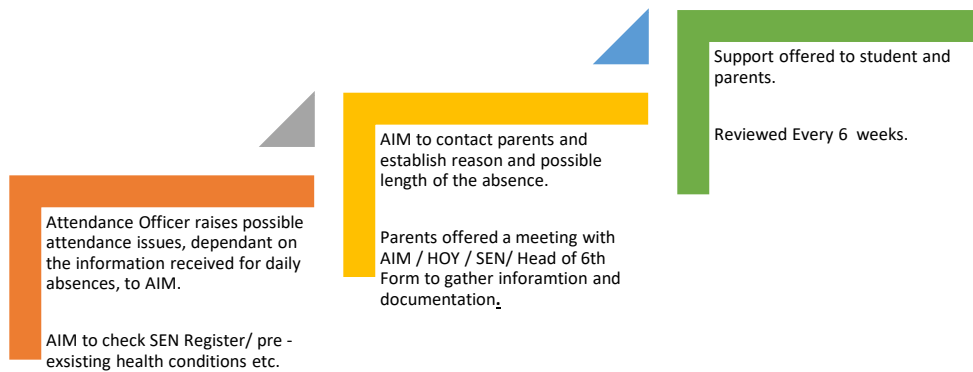 Attendance Officer raises possible
attendance issues, dependant on
the information received for daily
absences, to AIM.
AIM to check SEN Register/ pre -
exsisting health conditions etc.
AIM to contact parents and
establish reason and possible
length of the absence.
Parents offered a meeting with
AIM / HOY / SEN/ Head of 6th
Form to gather inforamtion and
documentation.
Support offered to student and
parents.
Reviewed Every 6  weeks.